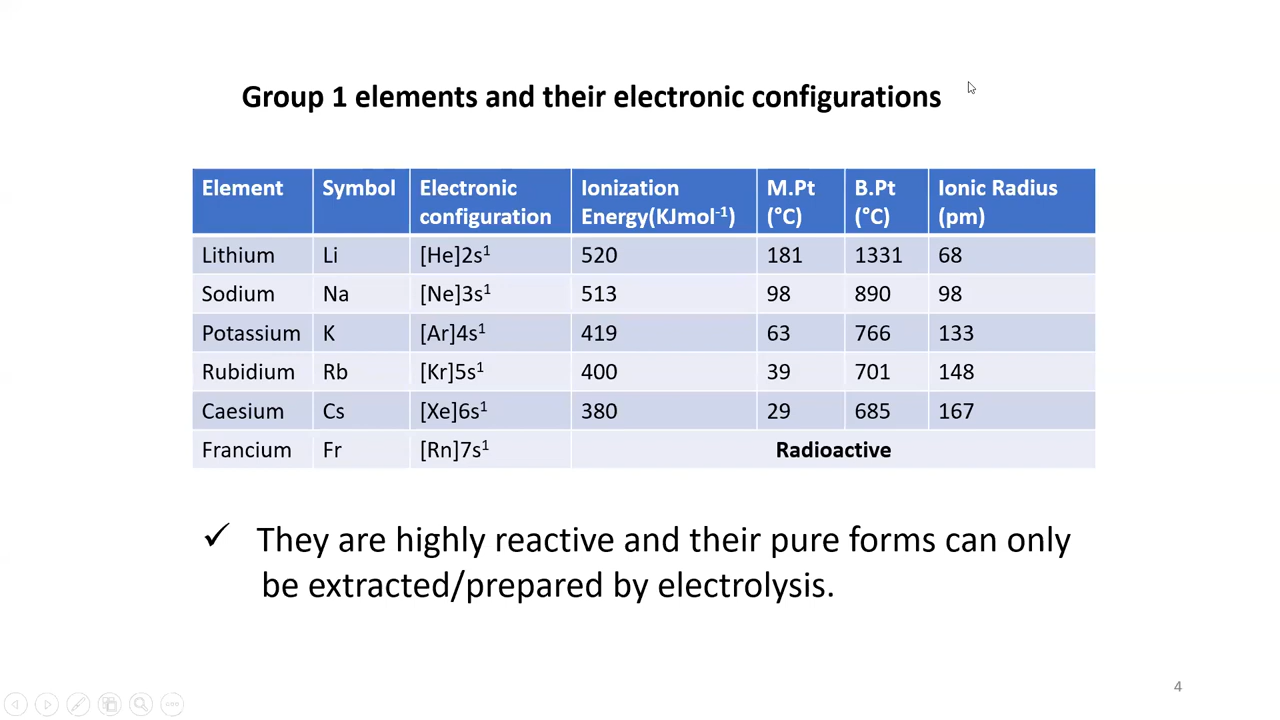 Group 1 elements and their electronic configurations
Element Symbol Electronic configuration Ionization Energy(KJmol⁻¹) M.Pt (°C) B.Pt (°C) Ionic Radius (pm)
Lithium Li [He]2s¹ 520 181 1331 68
Sodium Na [Ne]3s¹ 513 98 890 98
Potassium K [Ar]4s¹ 419 63 766 133
Rubidium Rb [Kr]5s¹ 400 39 701 148
Caesium Cs [Xe]6s¹ 380 29 685 167
Francium Fr [Rn]7s¹ Radioactive
✓ They are highly reactive and their pure forms can only
be extracted/prepared by electrolysis.
4